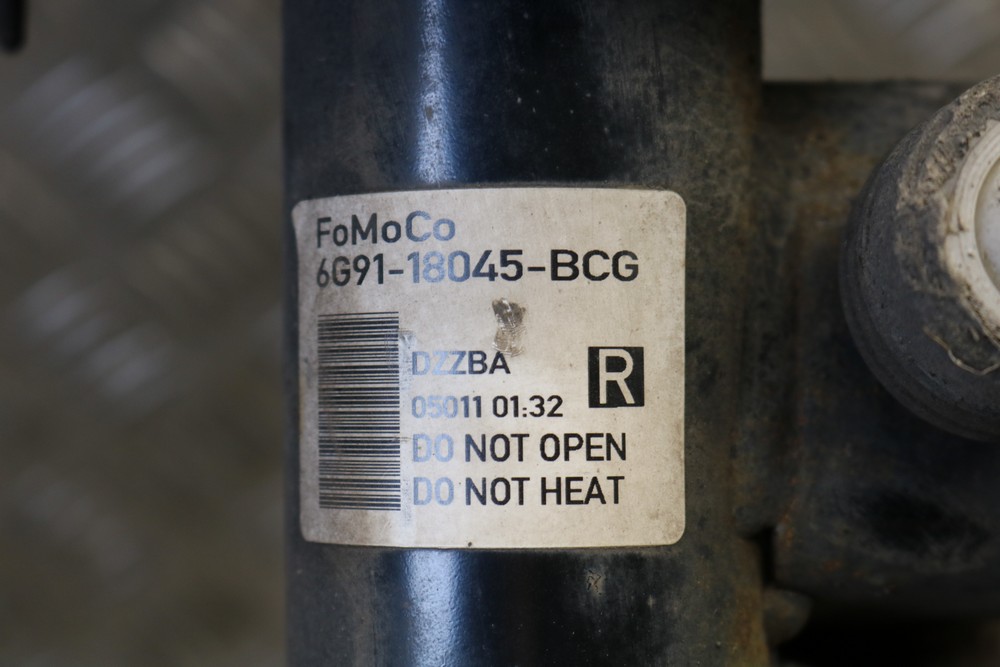 FoMoCo
6G91-18045-BCG
DZZBA
R
05011 01:32
DO NOT OPEN
DO NOT HEAT